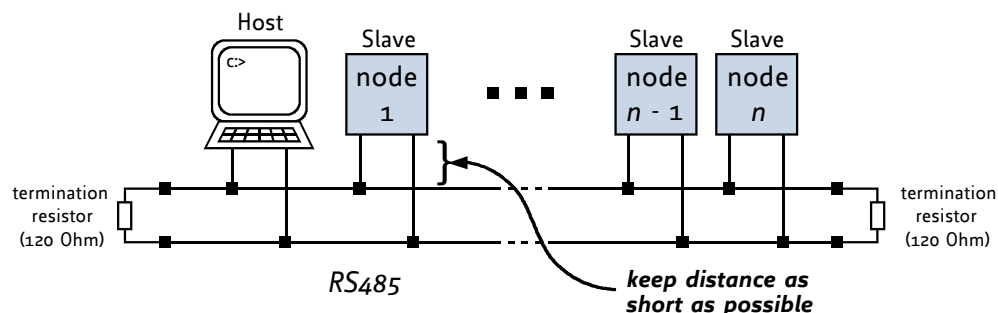 Host
C:>
Slave
node
1
Slave
node
n - 1
Slave
node
n
termination
resistor
(120 Ohm)
termination
resistor
(120 Ohm)
RS485
keep distance as
short as possible